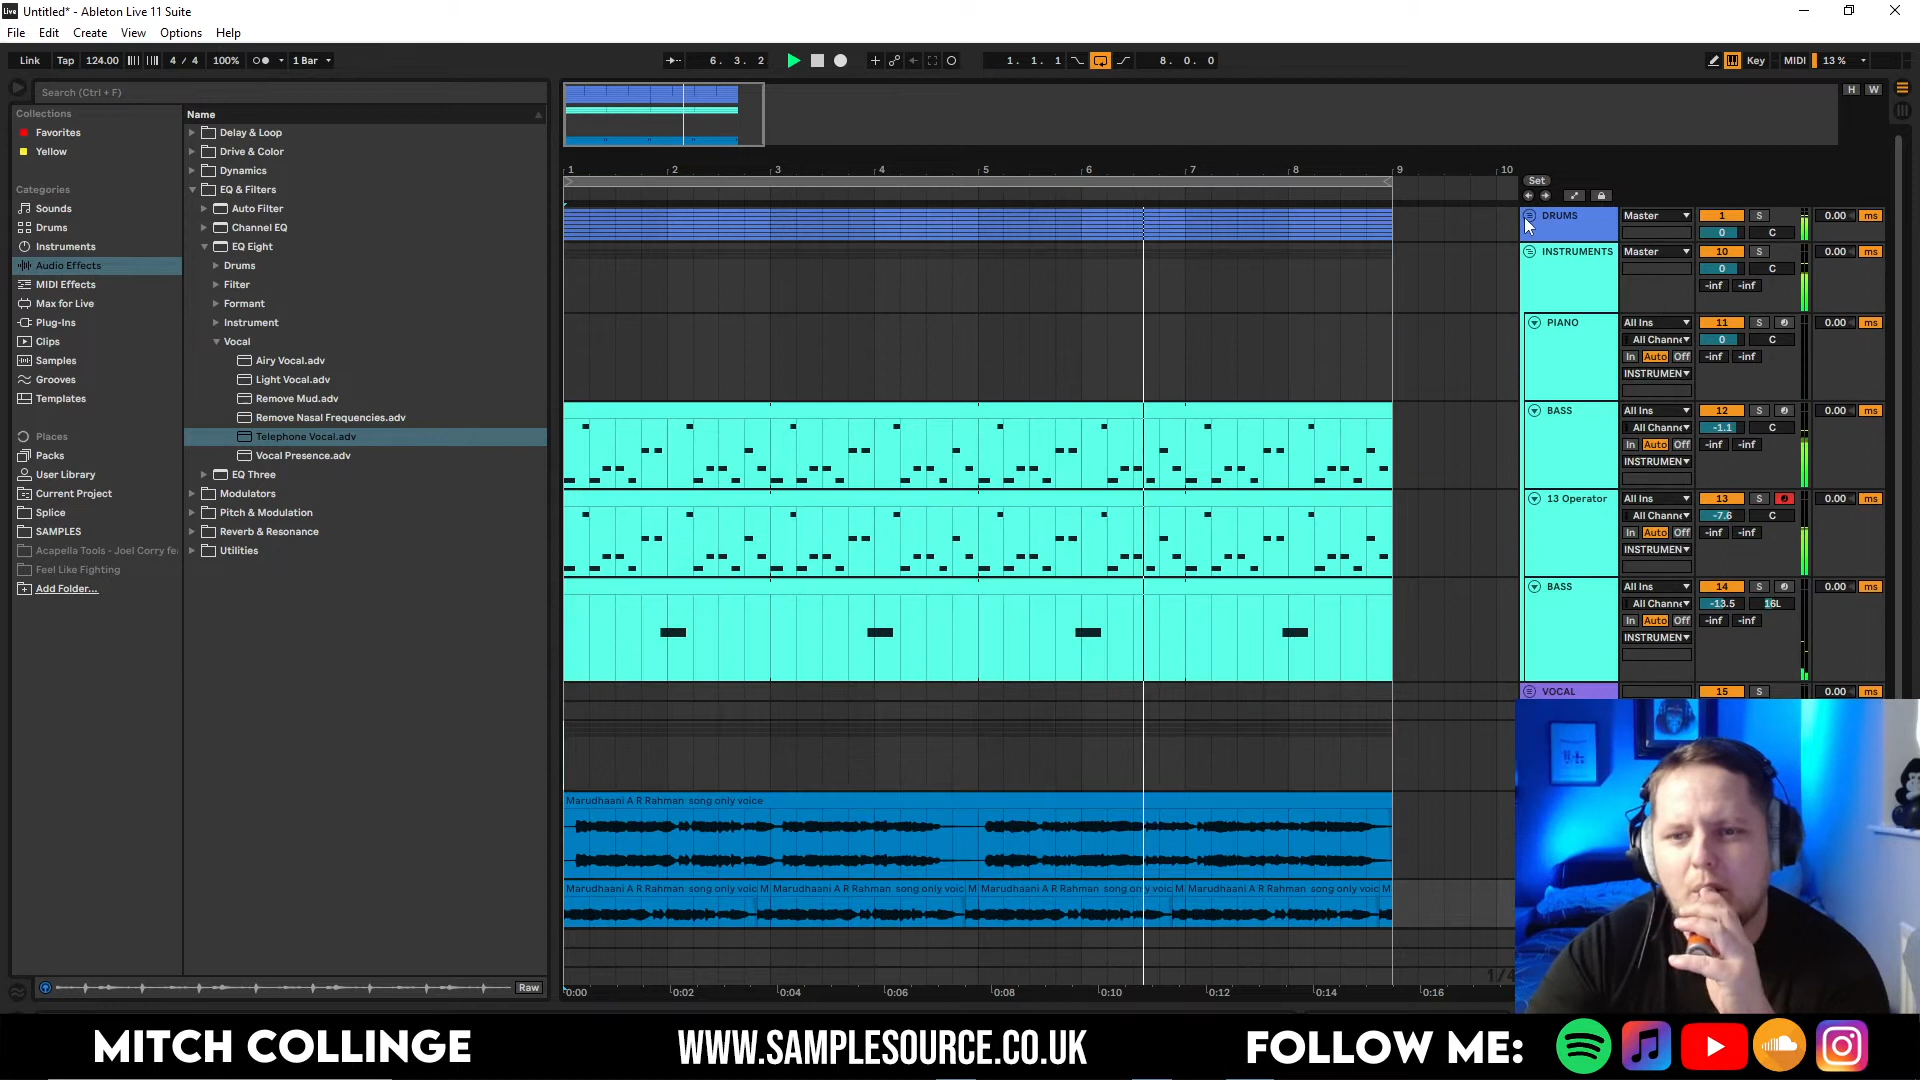 Untitled* - Ableton Live 11 Suite
File Edit Create View Options Help
Link Tap 124.00 4 / 4 100% 1 Bar 6. 3. 2 1. 1. 1 8. 0. 0 Key MIDI 13 %
Search (Ctrl + F)
H W
Collections
Favorites
Yellow
Categories
Sounds
Drums
Instruments
Audio Effects
MIDI Effects
Max for Live
Plug-Ins
Clips
Samples
Grooves
Templates
Places
Packs
User Library
Current Project
Splice
SAMPLES
Acapella Tools - Joel Corry fe
Feel Like Fighting
Add Folder...
Name
Delay & Loop
Drive & Color
Dynamics
EQ & Filters
Auto Filter
Channel EQ
EQ Eight
Drums
Filter
Formant
Instrument
Vocal
Airy Vocal.adv
Light Vocal.adv
Remove Mud.adv
Remove Nasal Frequencies.adv
Telephone Vocal.adv
Vocal Presence.adv
EQ Three
Modulators
Pitch & Modulation
Reverb & Resonance
Utilities
Raw
1 2 3 4 5 6 7 8 9 10
Set
DRUMS Master 1 S 0.00 ms
0 C
INSTRUMENTS Master 10 S 0.00 ms
0 C
-inf -inf
PIANO All Ins 11 S 0.00 ms
All Channe 0 C
In Auto Off -inf -inf
INSTRUMEN
BASS All Ins 12 S 0.00 ms
All Channe -1.1 C
In Auto Off -inf -inf
INSTRUMEN
13 Operator All Ins 13 S 0.00 ms
All Channe -7.6 C
In Auto Off -inf -inf
INSTRUMEN
BASS All Ins 14 S 0.00 ms
All Channe -13.5 16L
In Auto Off -inf -inf
INSTRUMEN
VOCAL 15 S 0.00 ms
Marudhaani A R Rahman song only voice
Marudhaani A R Rahman song only voic M Marudhaani A R Rahman song only voic M Marudhaani A R Rahman song only voic M Marudhaani A R Rahman song only voic M
1/4
0:00 0:02 0:04 0:06 0:08 0:10 0:12 0:14 0:16
MITCH COLLINGE WWW.SAMPLESOURCE.CO.UK FOLLOW ME: